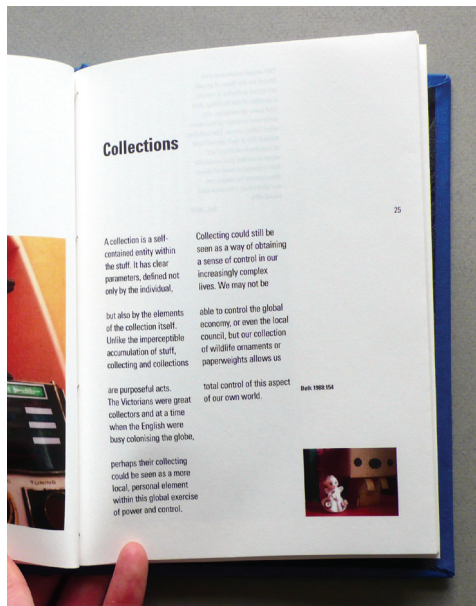 Collections
25
A collection is a self-
contained entity within
the stuff. It has clear
parameters, defined not
only by the individual,
but also by the elements
of the collection itself.
Unlike the imperceptible
accumulation of stuff,
collecting and collections
are purposeful acts.
The Victorians were great
collectors and at a time
when the English were
busy colonising the globe,
perhaps their collecting
could be seen as a more
local, personal element
within this global exercise
of power and control.
Collecting could still be
seen as a way of obtaining
a sense of control in our
increasingly complex
lives. We may not be
able to control the global
economy, or even the local
council, but our collection
of wildlife ornaments or
paperweights allows us
total control of this aspect
of our own world.
Belk 1988:154
TUNING